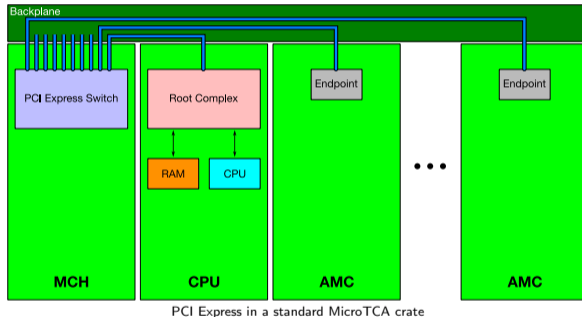 Backplane
PCI Express Switch
Root Complex
Endpoint
Endpoint
RAM
CPU
MCH
CPU
AMC
AMC
PCI Express in a standard MicroTCA crate